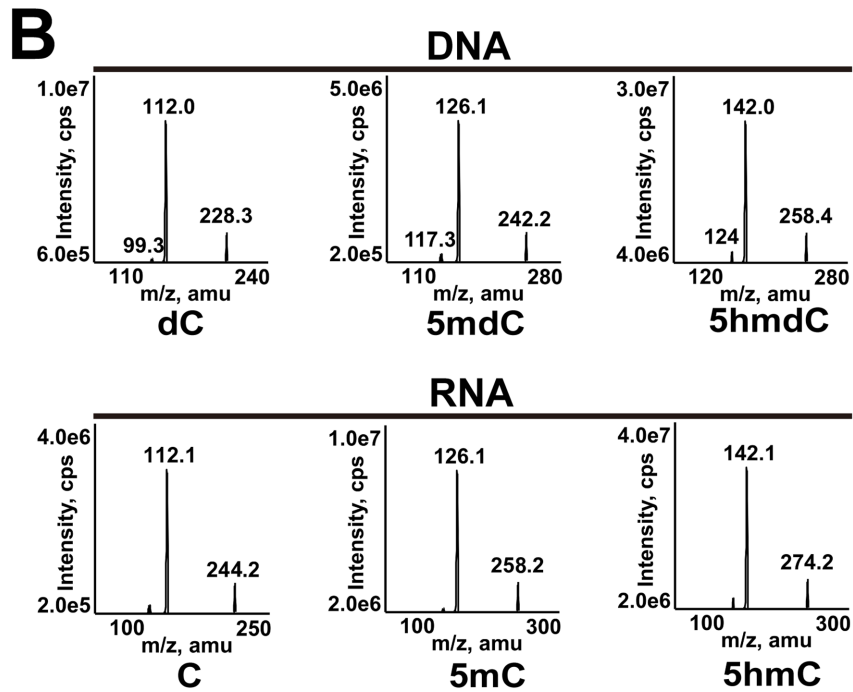 B
DNA
1.0e7
Intensity, cps
6.0e5
112.0
228.3
99.3
110
240
m/z, amu
dC
5.0e6
Intensity, cps
2.0e5
126.1
242.2
117.3
110
280
m/z, amu
5mdC
3.0e7
Intensity, cps
4.0e6
142.0
258.4
124
120
280
m/z, amu
5hmdC
RNA
4.0e6
Intensity, cps
2.0e5
112.1
244.2
100
250
m/z, amu
C
1.0e7
Intensity, cps
2.0e6
126.1
258.2
100
300
m/z, amu
5mC
4.0e7
Intensity, cps
2.0e6
142.1
274.2
100
300
m/z, amu
5hmC